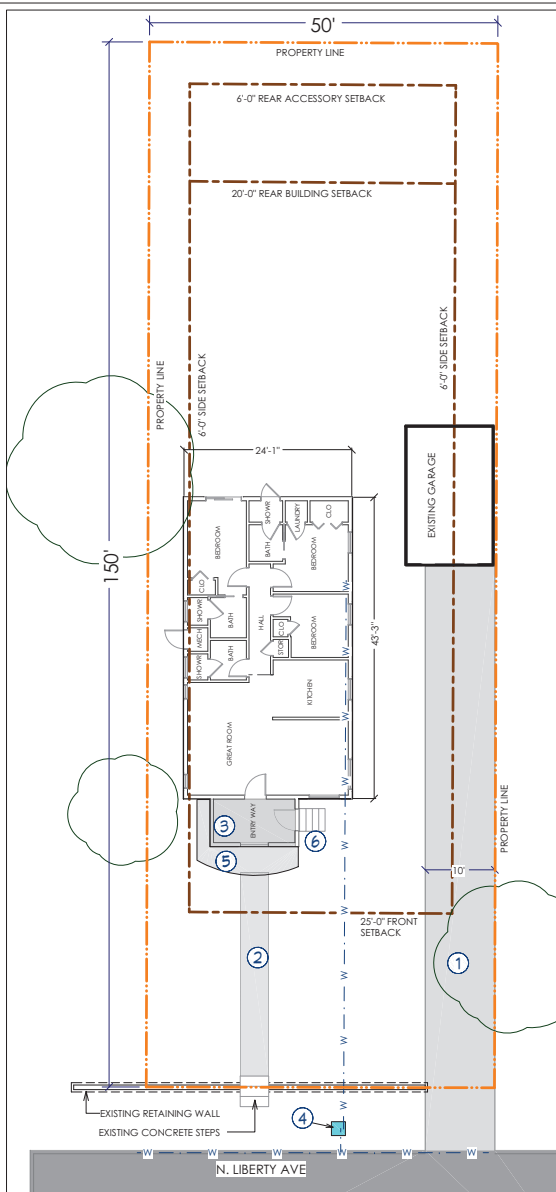 50'
PROPERTY LINE
6'-0" REAR ACCESSORY SETBACK
20'-0" REAR BUILDING SETBACK
PROPERTY LINE
6'-0" SIDE SETBACK
6'-0" SIDE SETBACK
150'
24'-1"
EXISTING GARAGE
BEDROOM
SHOWR
LAUNDRY
CLO
BATH
BEDROOM
CLO
SHOWR
BATH
HALL
CLO
BEDROOM
43'-3"
MECH
STOR
SHOWR
BATH
KITCHEN
GREAT ROOM
W
W
W
W
W
3
ENTRY WAY
6
5
PROPERTY LINE
10'
W
25'-0" FRONT
SETBACK
2
W
1
W
W
W
EXISTING RETAINING WALL
EXISTING CONCRETE STEPS
4
W
W W W W W W W
N. LIBERTY AVE